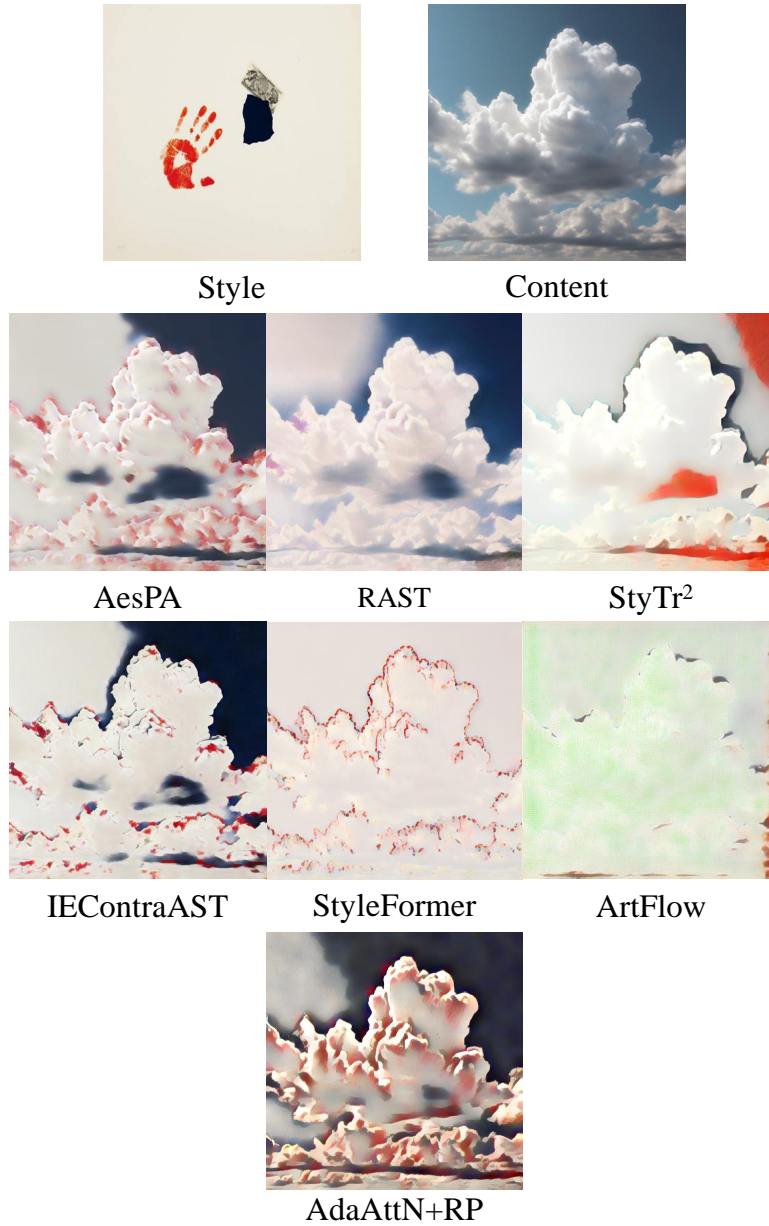 Style Content
AesPA RAST StyTr²
IEContraAST StyleFormer ArtFlow
AdaAttN+RP